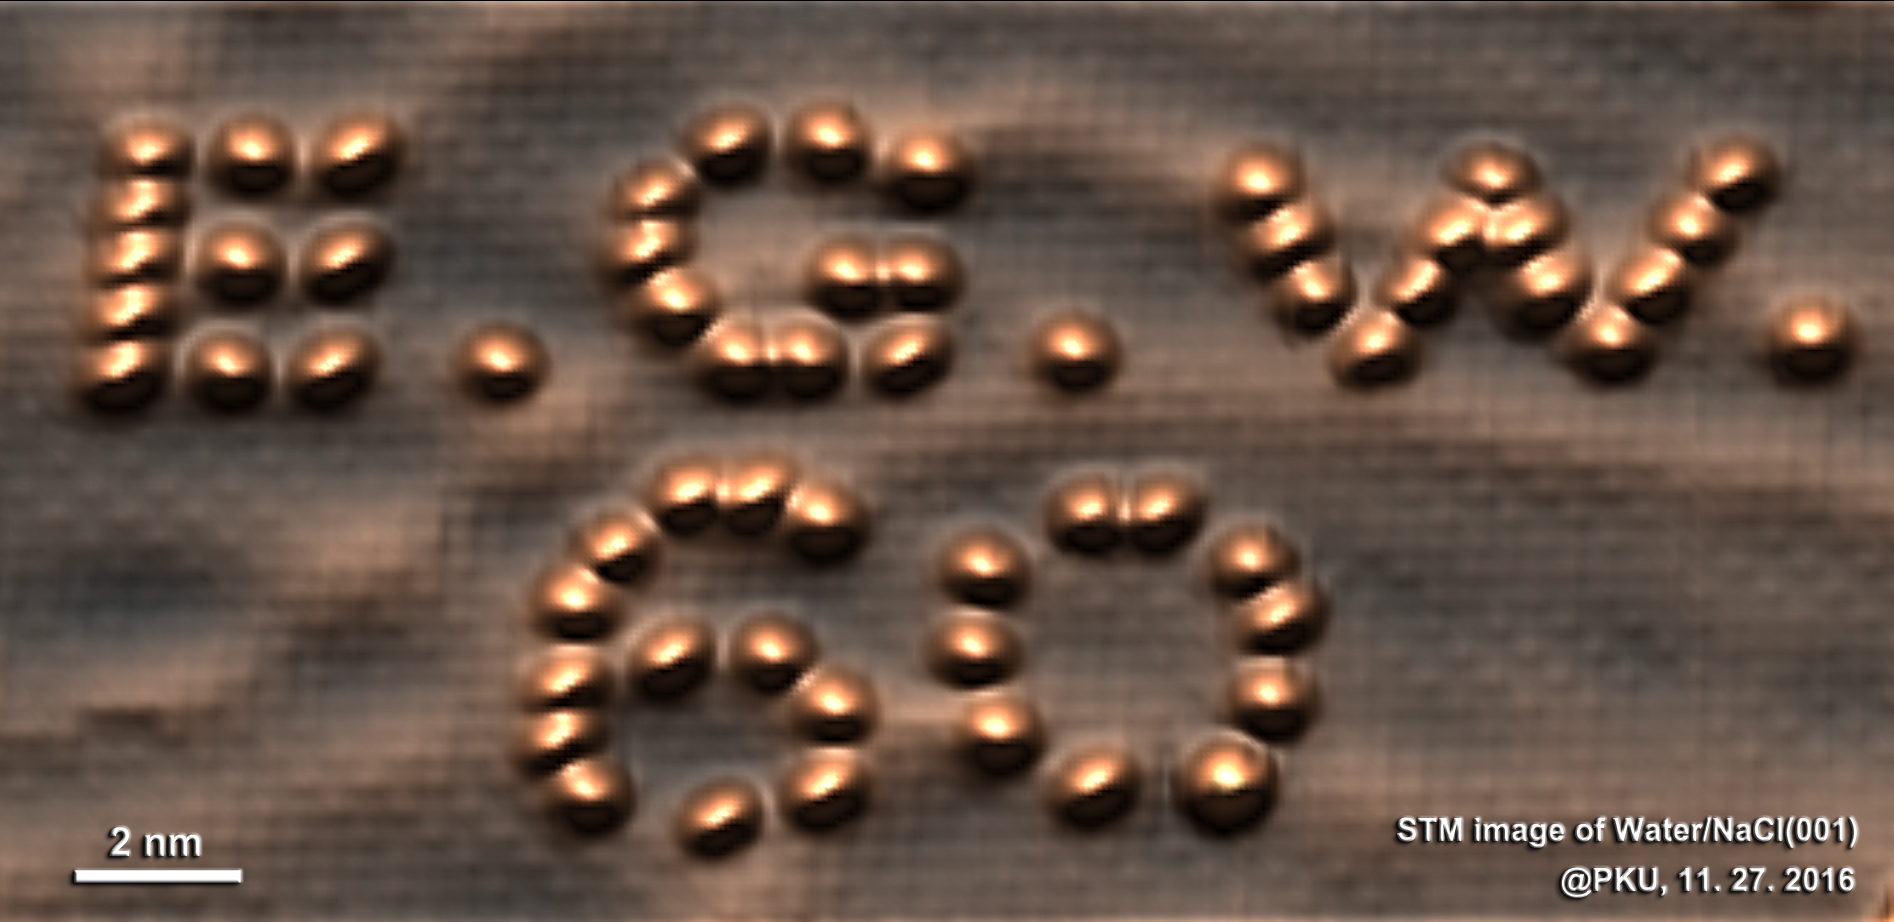 E.G.W.
60
2 nm
STM image of Water/NaCl(001)
@PKU, 11. 27. 2016